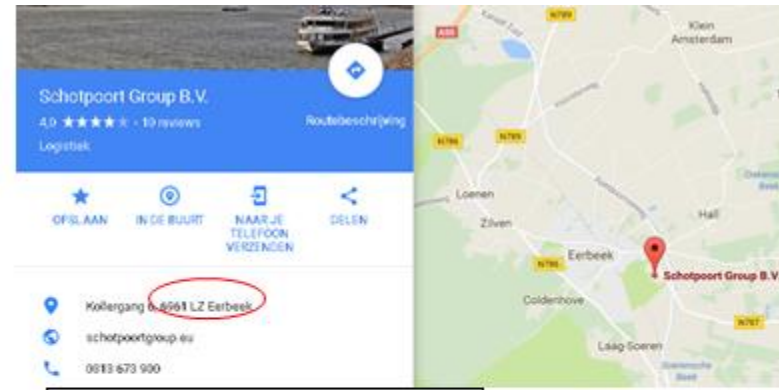 Schotpoort Group B.V.
4,0 ★★★★★ - 10 reviews
Routebeschrijving
Logistiek
OPSLAAN
IN DE BUURT
NAAR JE
TELEFOON
VERZENDEN
DELEN
Kollergang 6, 6961 LZ Eerbeek
schotpoortgroup.eu
0313 673 900
N789
Klein
Amsterdam
A50
N786
N789
Loenen
Zilven
Hall
Eerbeek
N786
Schotpoort Group B.V.
Coldenhove
N787
Laag-Soeren